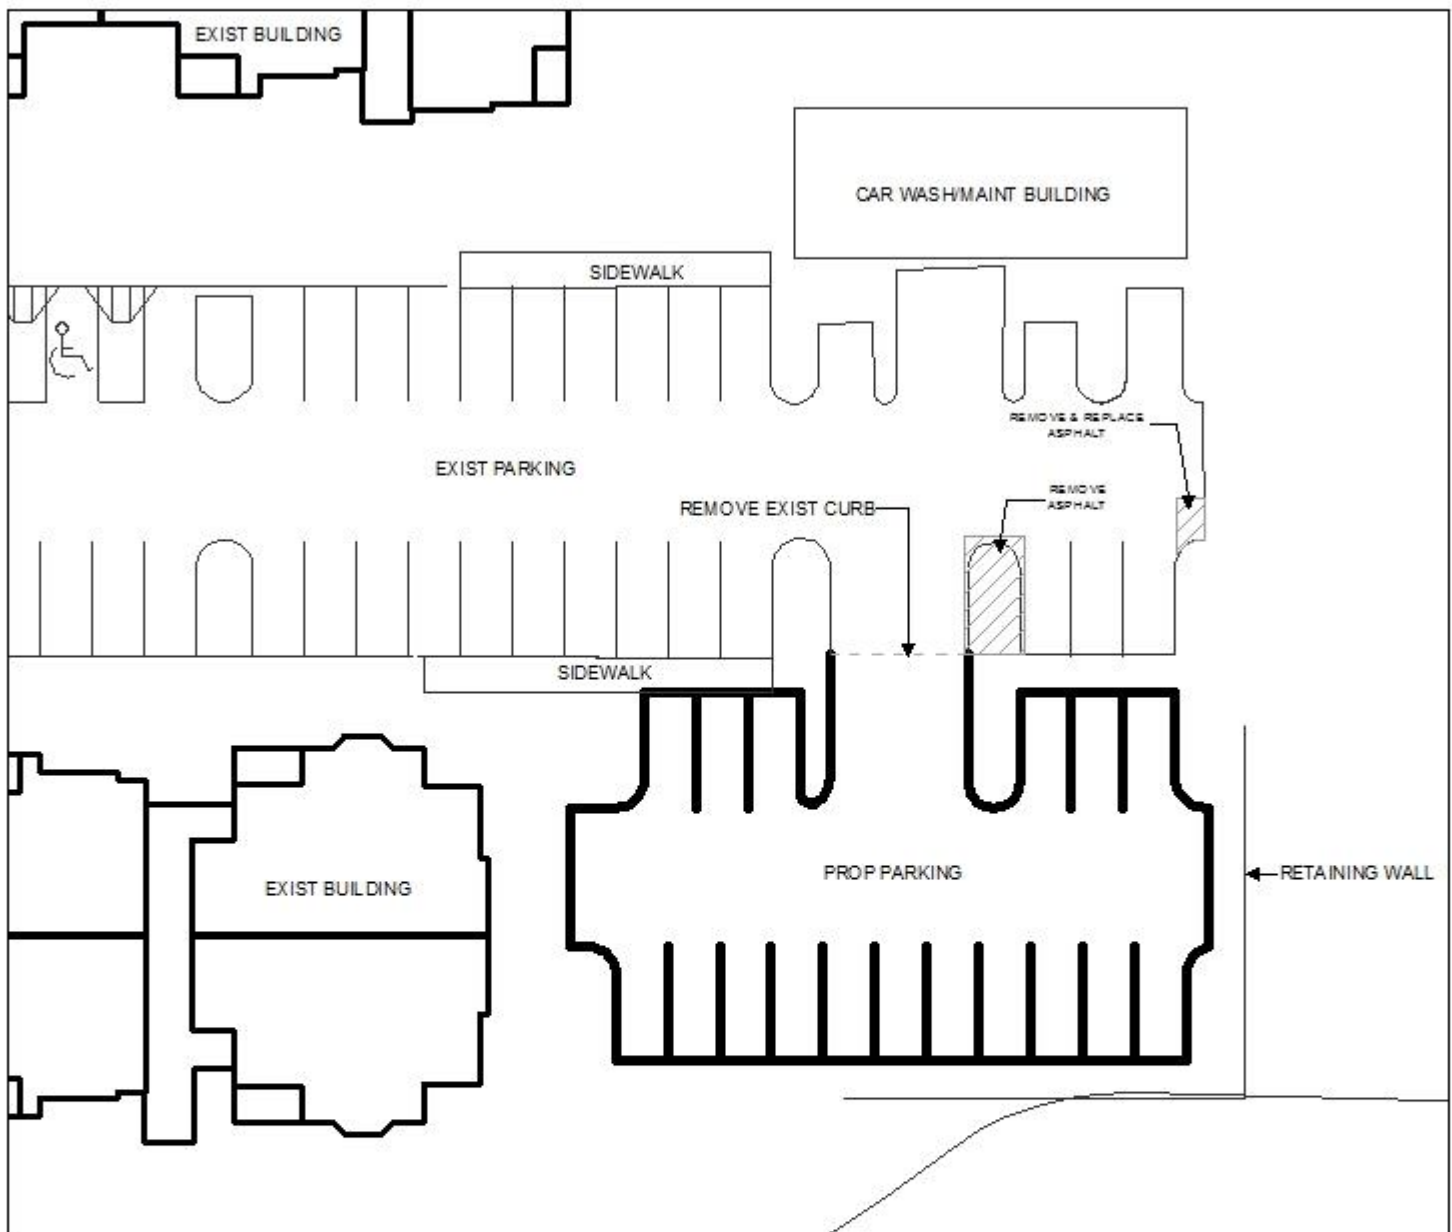 EXIST BUILDING
CAR WASH/MAINT BUILDING
SIDEWALK
REMOVE & REPLACE
ASPHALT
EXIST PARKING
REMOVE
ASPHALT
REMOVE EXIST CURB
SIDEWALK
PROP PARKING
RETAINING WALL
EXIST BUILDING